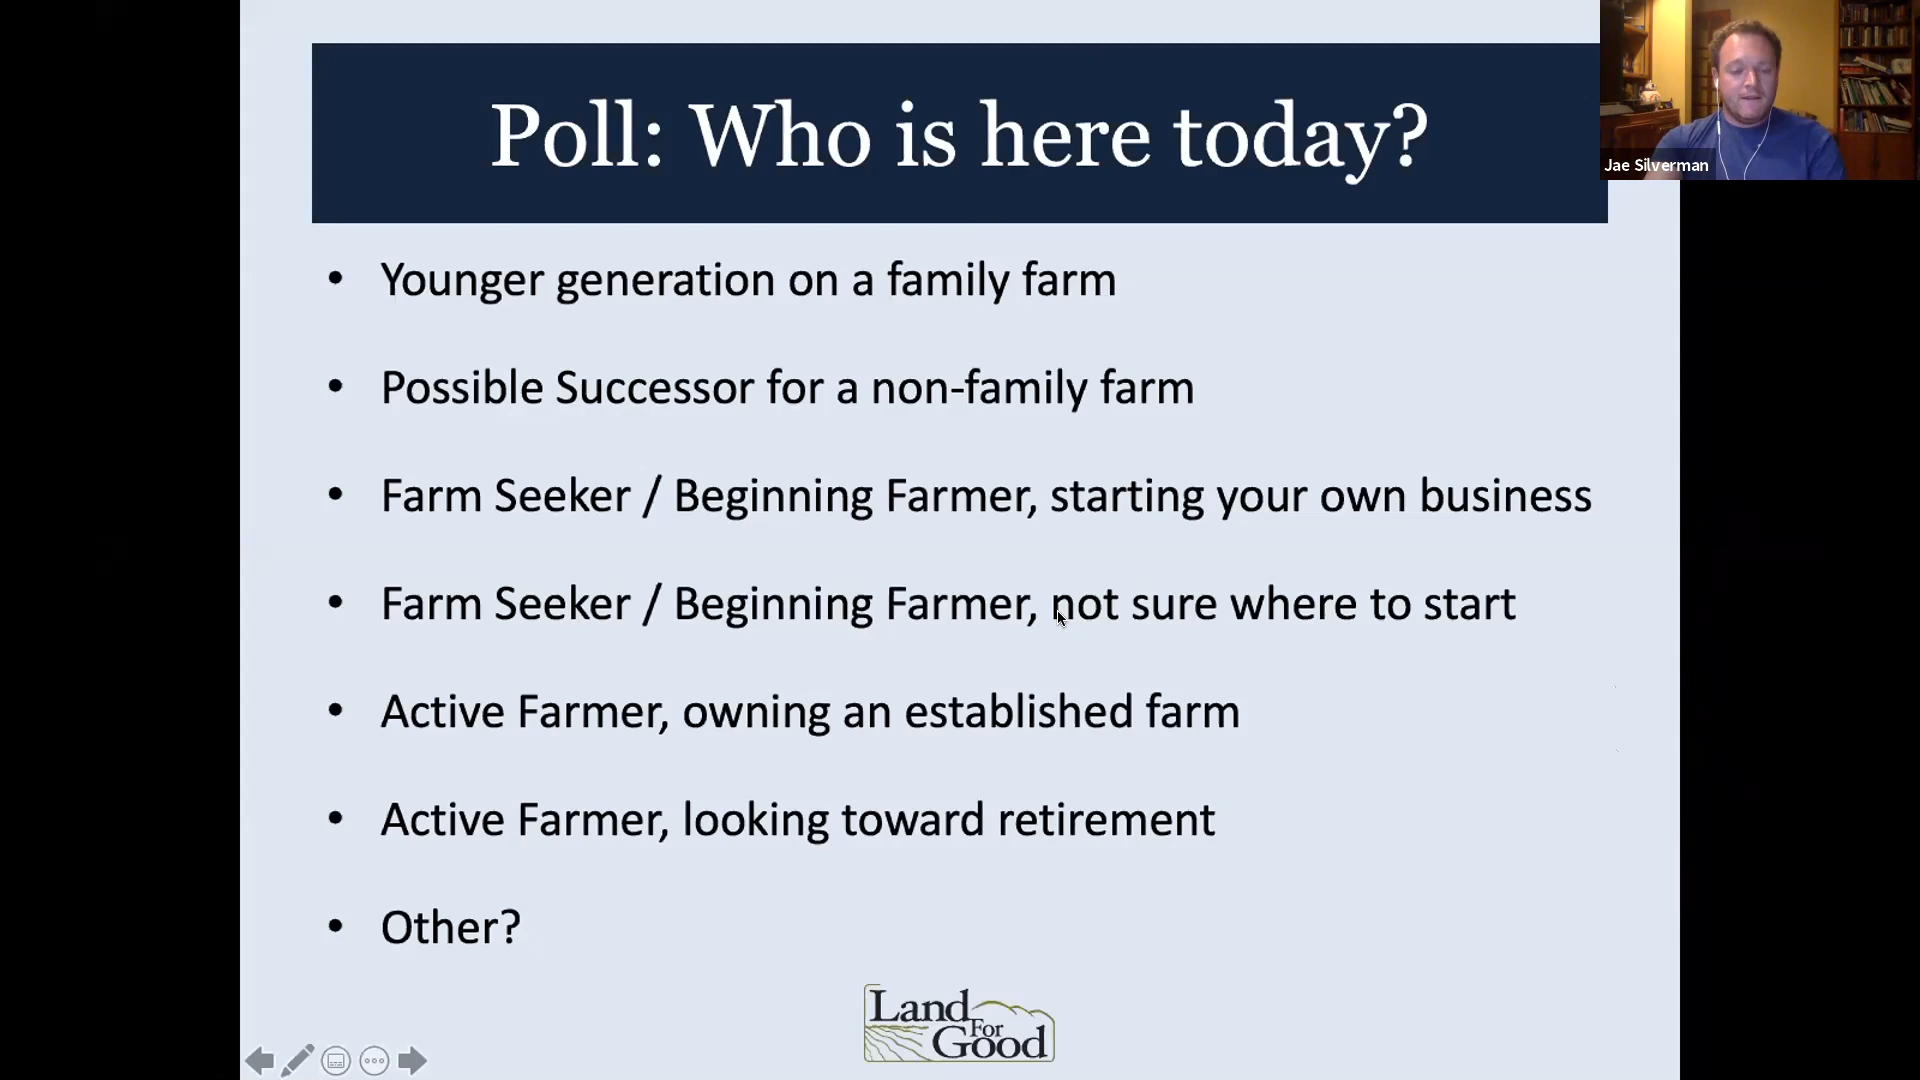 Poll: Who is here today?
Jae Silverman
• Younger generation on a family farm
• Possible Successor for a non-family farm
• Farm Seeker / Beginning Farmer, starting your own business
• Farm Seeker / Beginning Farmer, not sure where to start
• Active Farmer, owning an established farm
• Active Farmer, looking toward retirement
• Other?
Land
For
Good